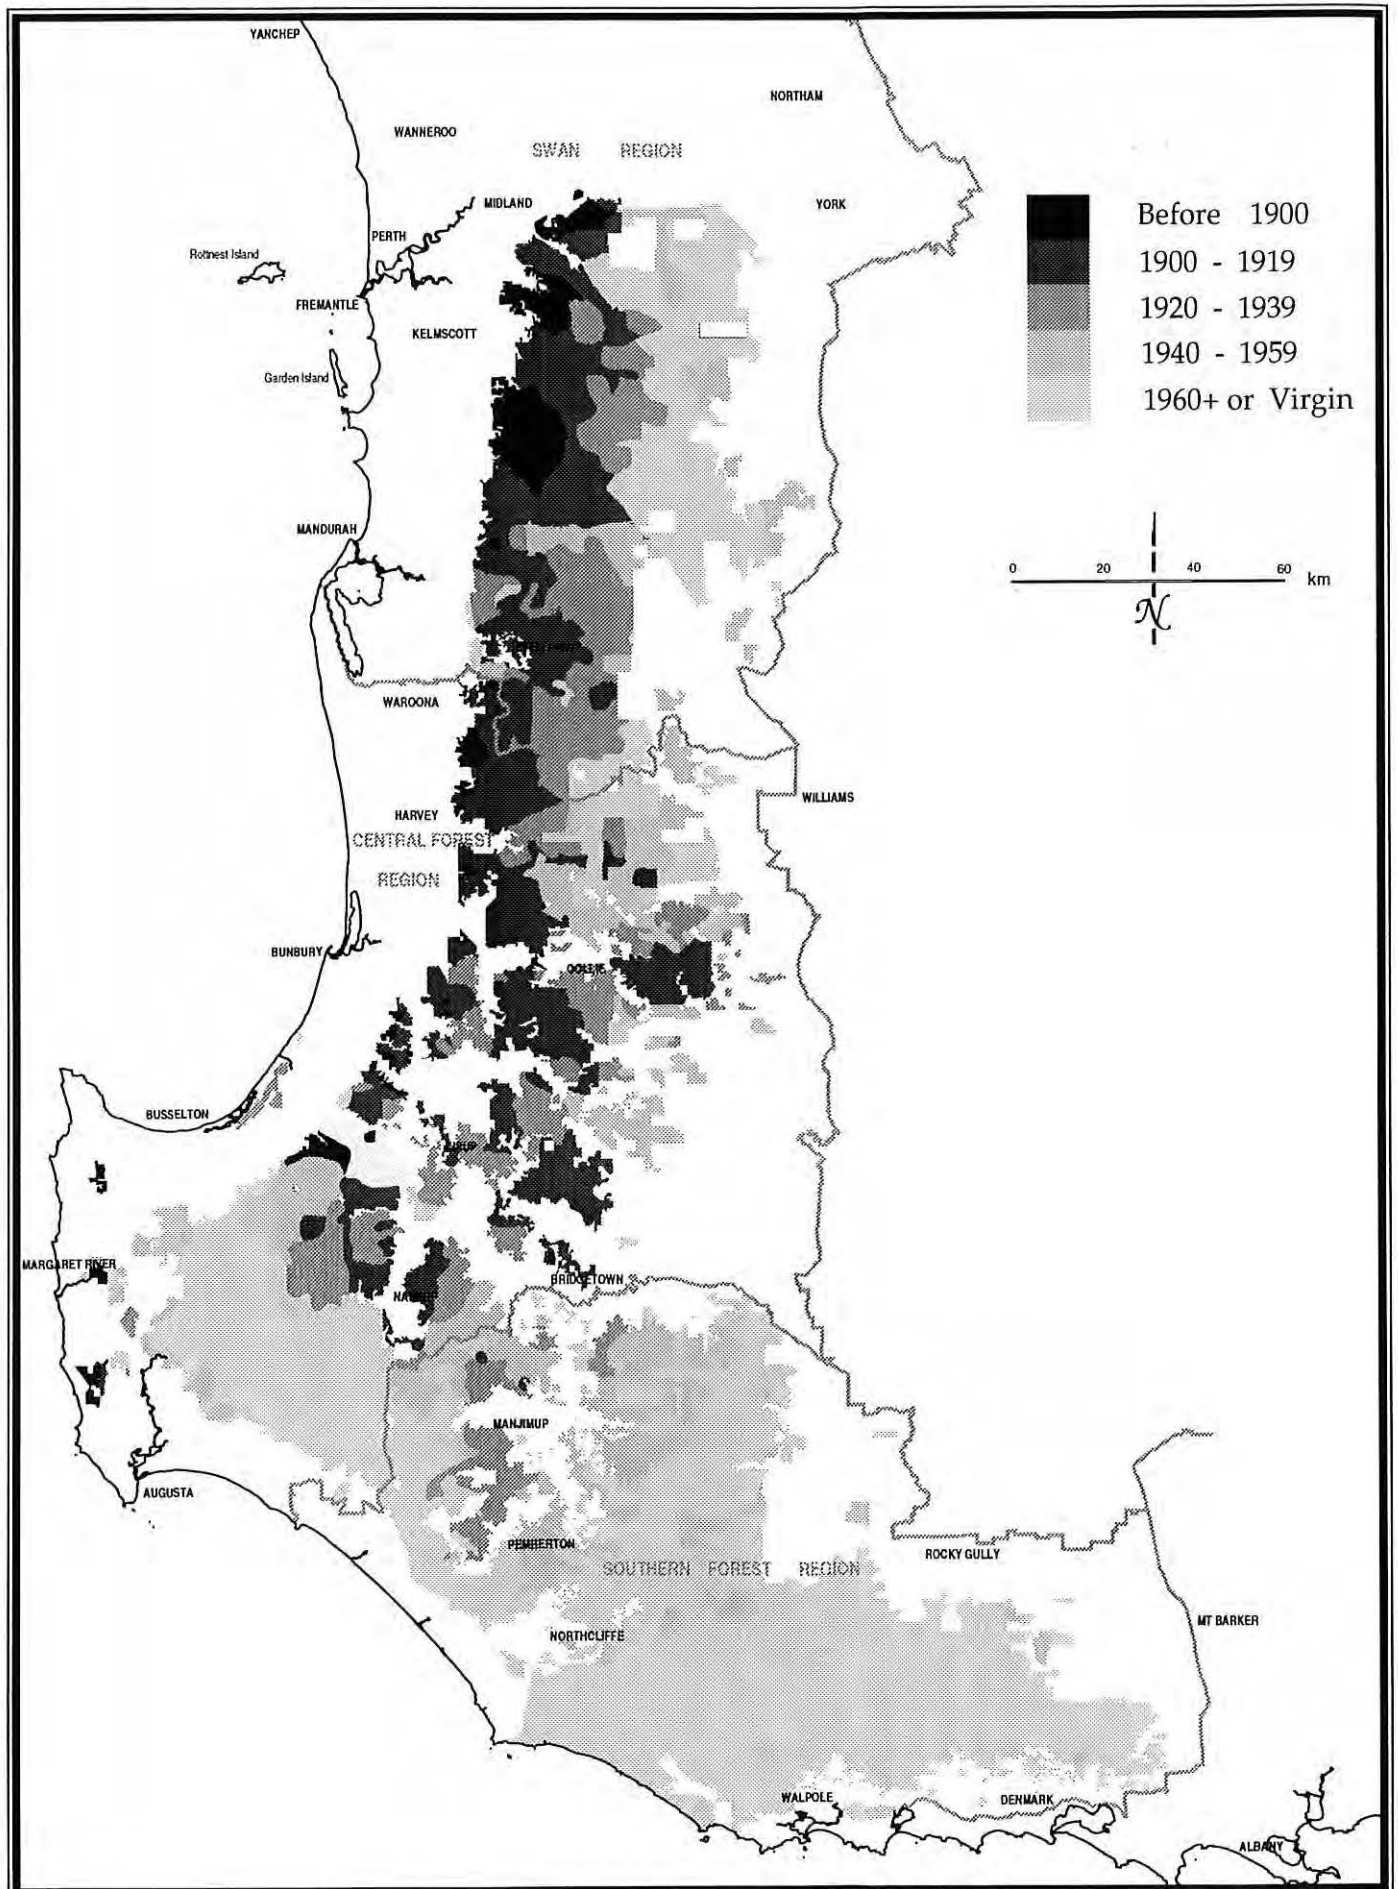 YANCHEP
NORTHAM
WANNEROO
SWAN REGION
MIDLAND
YORK
PERTH
Rottnest Island
FREMANTLE
KELMSCOTT
Garden Island
Before 1900
1900 - 1919
1920 - 1939
1940 - 1959
1960+ or Virgin
MANDURAH
0 20 40 60 km
N
WAROONA
WILLIAMS
HARVEY
CENTRAL FOREST
REGION
BUNBURY
COLLIE
BUSSELTON
MARGARET RIVER
BRIDGETOWN
MANJIMUP
AUGUSTA
PEMBERTON
ROCKY GULLY
SOUTHERN FOREST REGION
MT BARKER
NORTHCLIFFE
WALPOLE
DENMARK
ALBANY